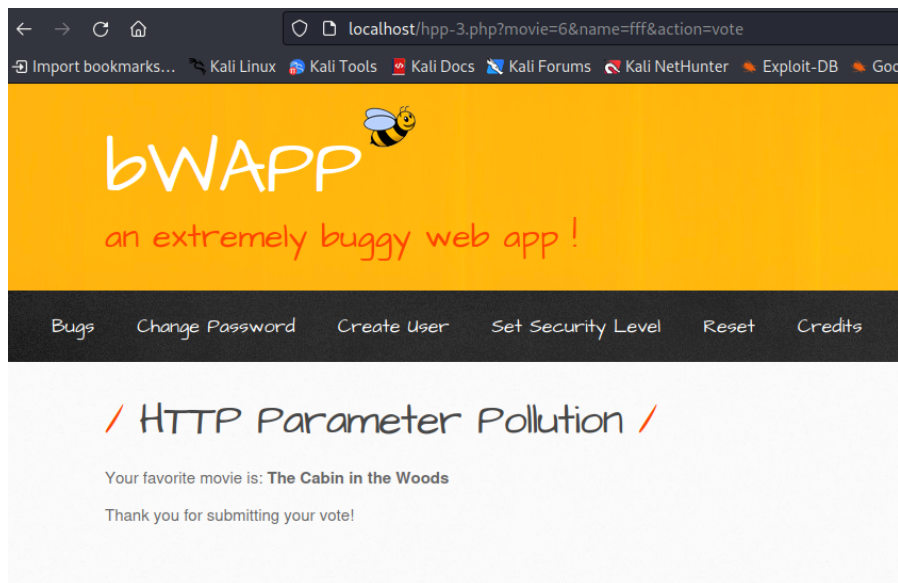 localhost/hpp-3.php?movie=6&name=fff&action=vote
Import bookmarks... Kali Linux Kali Tools Kali Docs Kali Forums Kali NetHunter Exploit-DB Goo
bWAPP
an extremely buggy web app !
Bugs Change Password Create User Set Security Level Reset Credits
/ HTTP Parameter Pollution /
Your favorite movie is: The Cabin in the Woods
Thank you for submitting your vote!